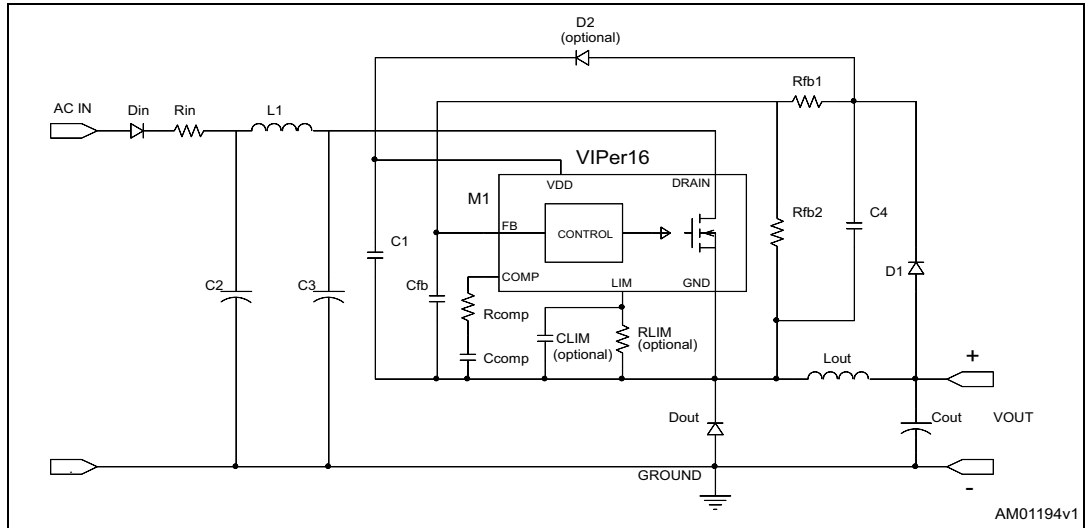 D2
(optional)
Rfb1
AC IN
Din
Rin
L1
VIPer16
VDD
DRAIN
M1
FB
CONTROL
Rfb2
C4
C1
COMP
LIM
GND
D1
C2
C3
Cfb
Rcomp
CLIM
(optional)
RLIM
(optional)
Ccomp
Lout
+
Dout
Cout
VOUT
GROUND
-
AM01194v1